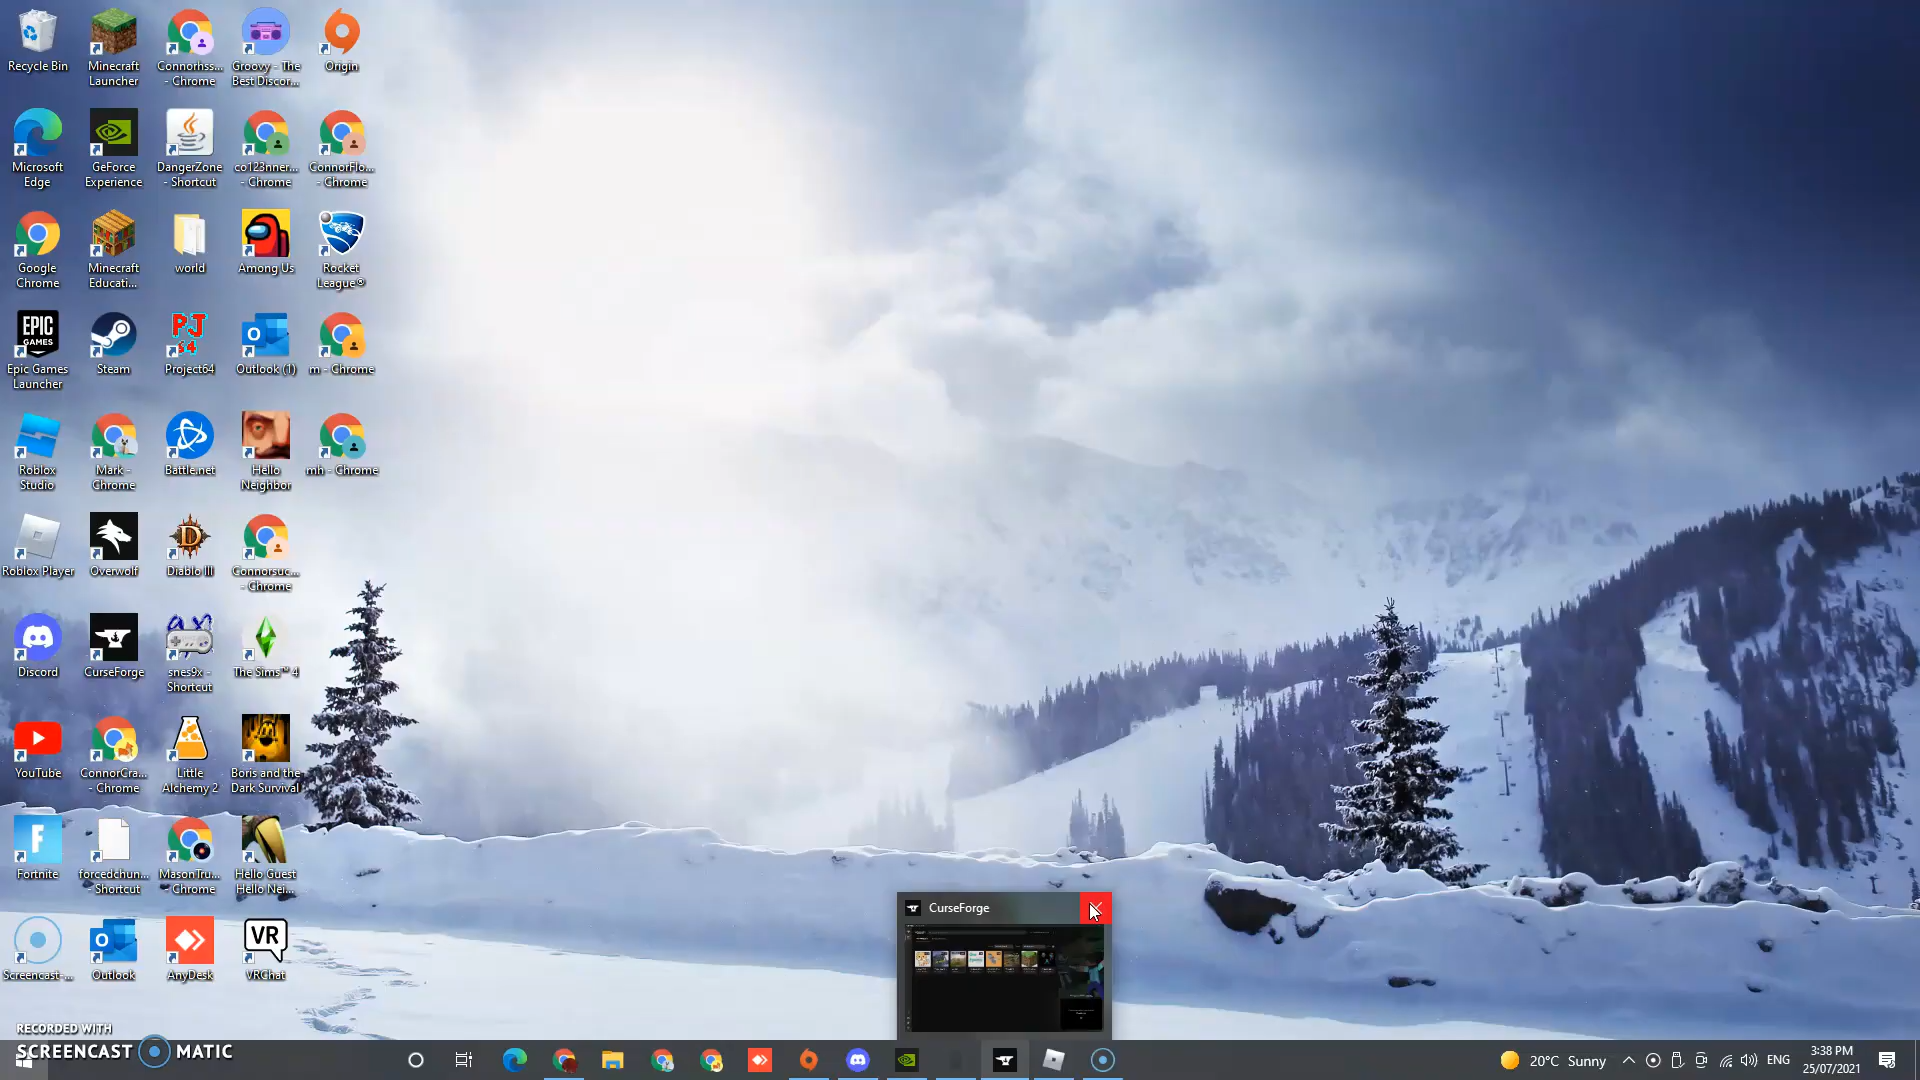 Recycle Bin
Minecraft Launcher
Connorhss... - Chrome
Groovy - The Best Discor...
Origin
Microsoft Edge
GeForce Experience
DangerZone - Shortcut
co123nner... - Chrome
ConnorFlo... - Chrome
Google Chrome
Minecraft Educati...
world
Among Us
Rocket League®
EPIC GAMES
PJ 64
Epic Games Launcher
Steam
Project64
Outlook (1)
m - Chrome
Roblox Studio
Mark - Chrome
Battle.net
Hello Neighbor
mh - Chrome
Roblox Player
Overwolf
Diablo III
Connorsuc... - Chrome
Discord
CurseForge
snes9x - Shortcut
The Sims™ 4
YouTube
ConnorCra... - Chrome
Little Alchemy 2
Boris and the Dark Survival
Fortnite
forcedchun... - Shortcut
MasonTru... - Chrome
Hello Guest Hello Nei...
CurseForge
VR
Screencast-...
Outlook
AnyDesk
VRChat
RECORDED WITH
SCREENCAST MATIC
20°C Sunny
ENG
3:38 PM
25/07/2021